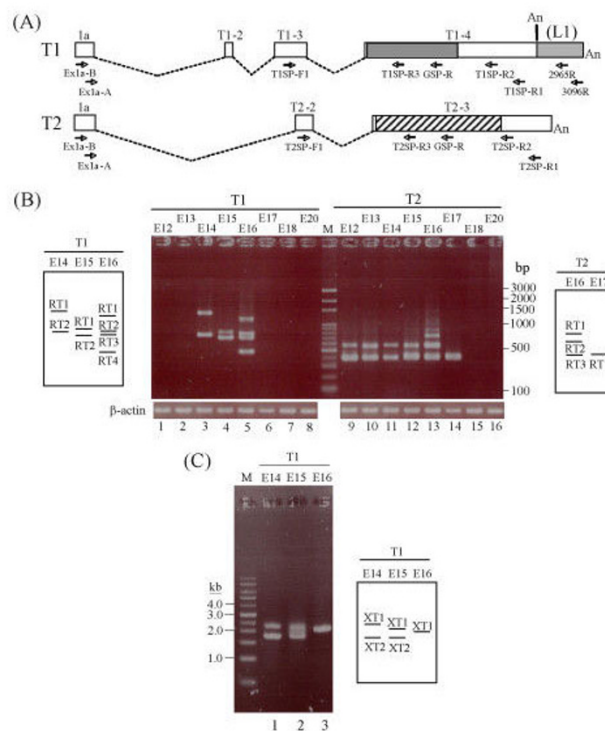 (A)
1a T1-2 T1-3 T1-4 An (L1)
T1 An
Ex1a-B T1SP-F1 T1SP-R3 GSP-R T1SP-R2 2965R
Ex1a-A T1SP-R1 3096R
1a T2-2 T2-3
T2 An
Ex1a-B T2SP-F1 T2SP-R3 GSP-R T2SP-R2
Ex1a-A T2SP-R1
(B)
T1 T2
E13 E15 E17 E20 E13 E15 E17 E20
E12 E14 E16 E18 M E12 E14 E16 E18
T1
E14 E15 E16
RT1 RT1
RT2 RT1 RT2
RT2 RT3
RT4
bp
3000
2000
1500
1000
500
100
T2
E16 E17
RT1
RT2
RT3 RT
β-actin
1 2 3 4 5 6 7 8 9 10 11 12 13 14 15 16
(C)
T1
M E14 E15 E16
kb
4.0
3.0
2.0
1.0
1 2 3
T1
E14 E15 E16
XT1 XT1 XT1
XT2 XT2